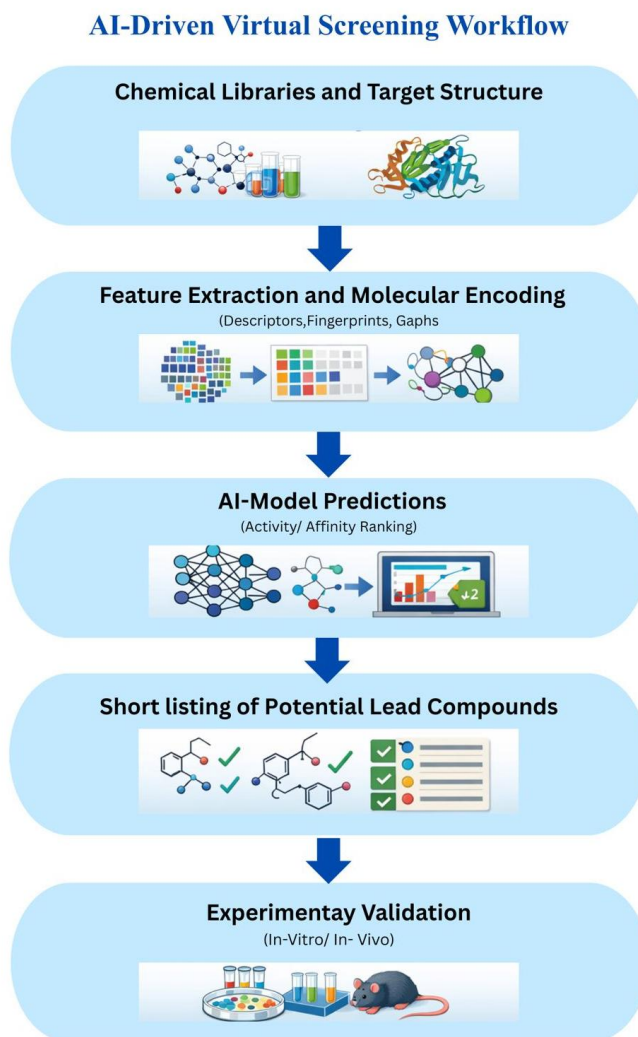 AI-Driven Virtual Screening Workflow
Chemical Libraries and Target Structure
Feature Extraction and Molecular Encoding
(Descriptors,Fingerprints, Gaphs
AI-Model Predictions
(Activity/ Affinity Ranking)
↓2
Short listing of Potential Lead Compounds
Experimentay Validation
(In-Vitro/ In- Vivo)